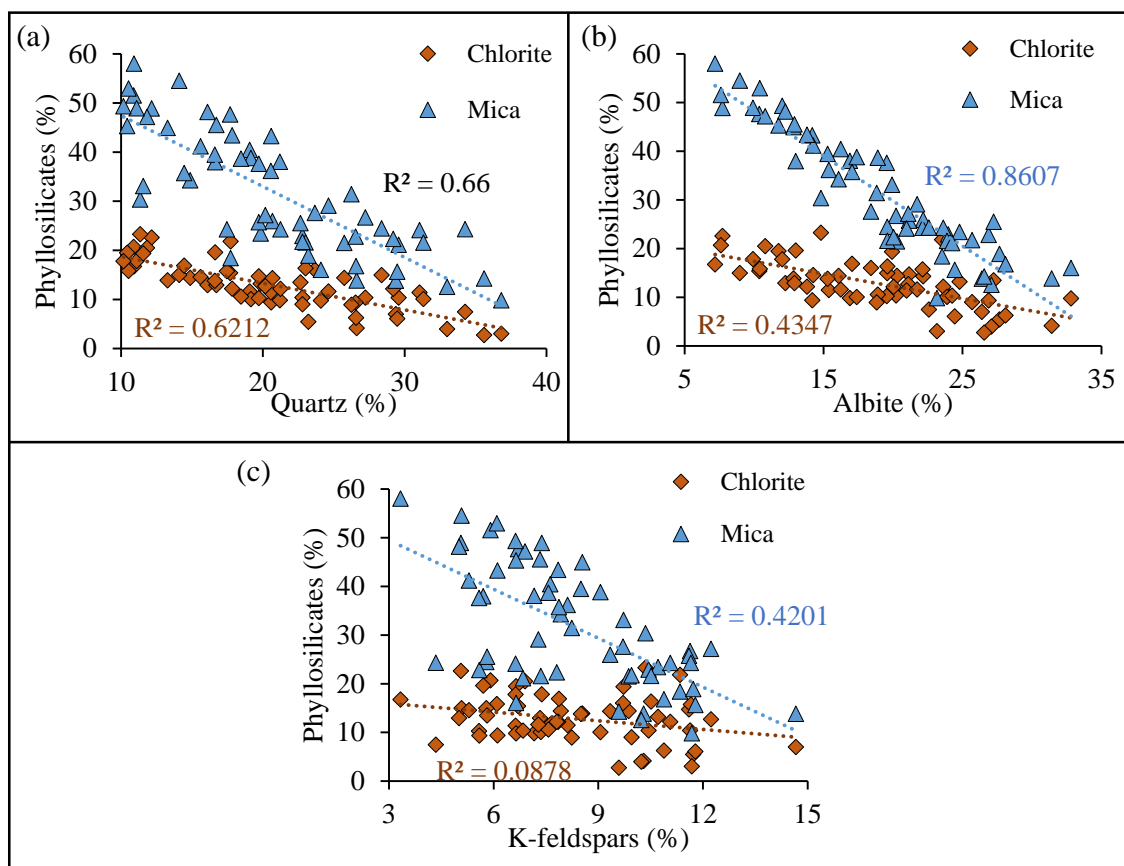 (a)
Chlorite
Mica
Phyllosilicates (%)
60
50
40
30
20
10
0
R² = 0.66
R² = 0.6212
10 20 30 40
Quartz (%)
(b)
Chlorite
Mica
Phyllosilicates (%)
60
50
40
30
20
10
0
R² = 0.8607
R² = 0.4347
5 15 25 35
Albite (%)
(c)
Chlorite
Mica
Phyllosilicates (%)
60
50
40
30
20
10
0
R² = 0.4201
R² = 0.0878
3 6 9 12 15
K-feldspars (%)